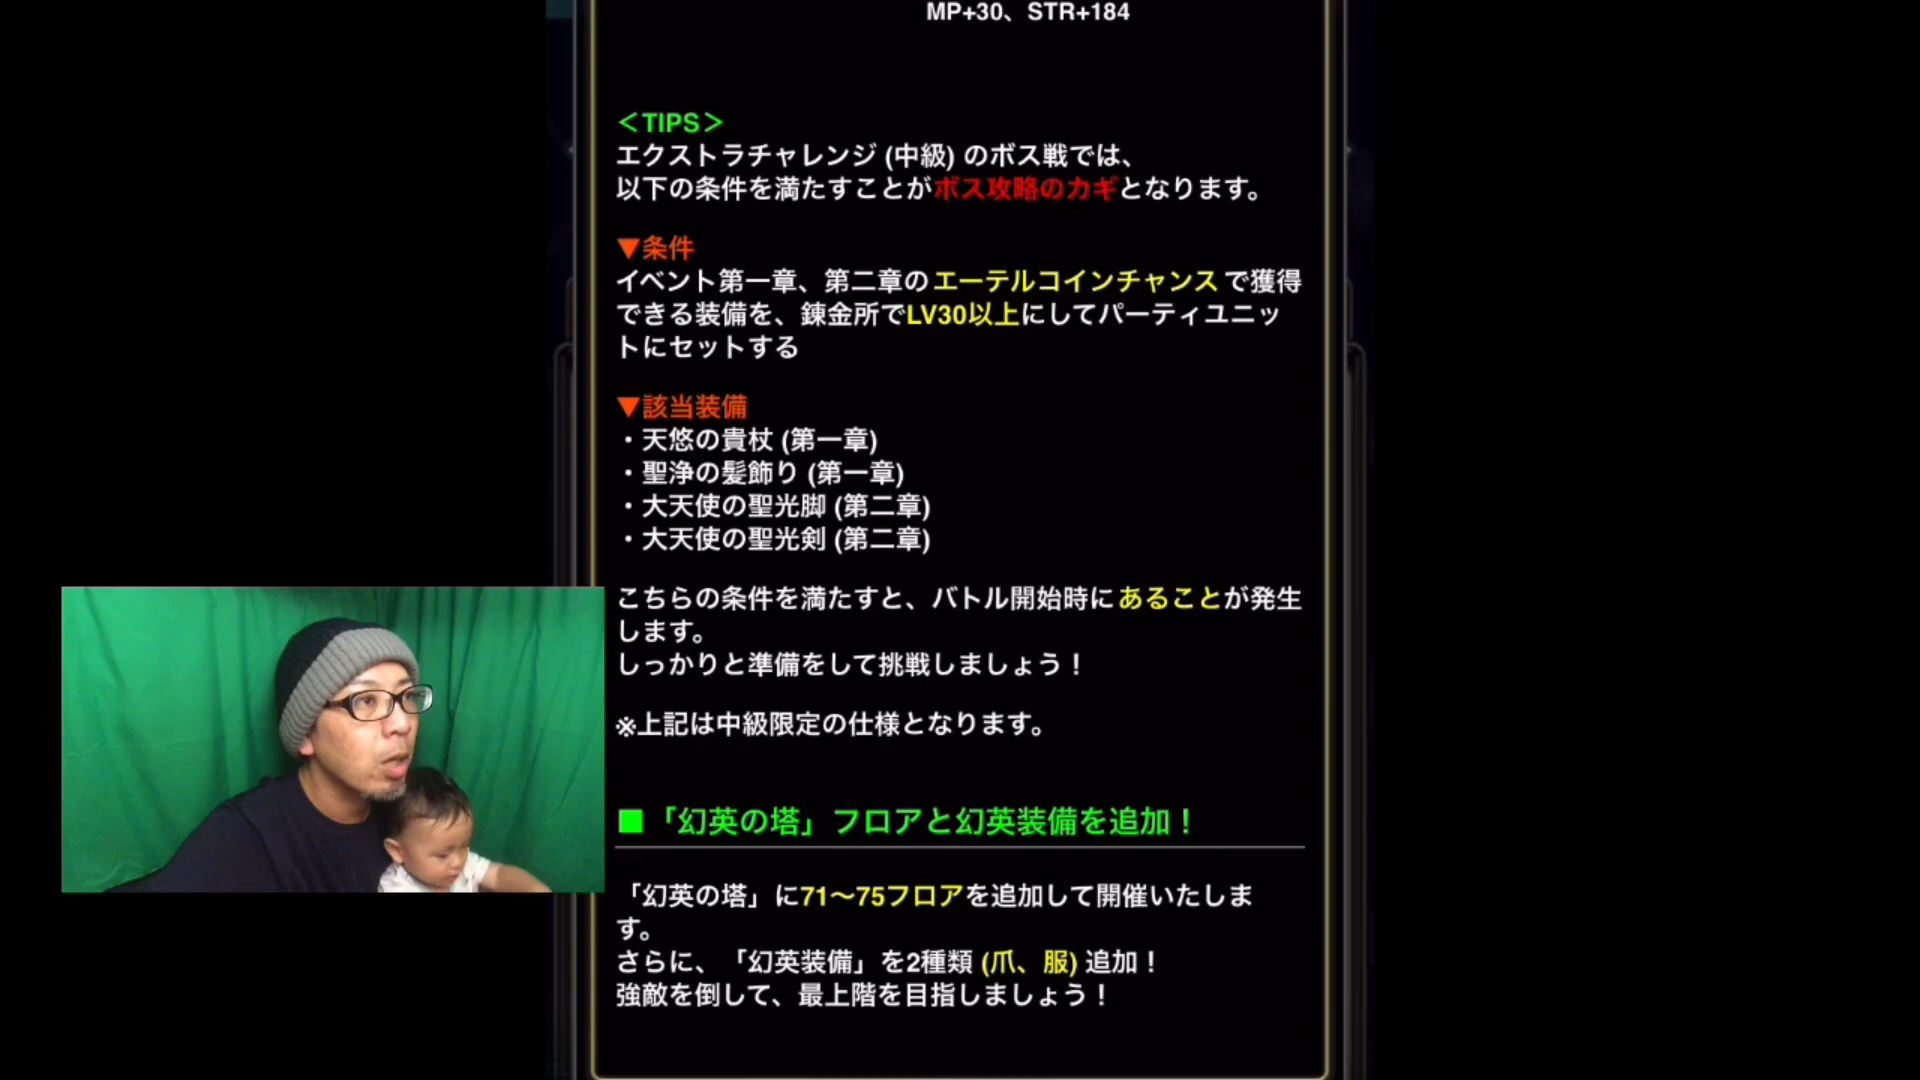 MP+30、STR+184
＜TIPS＞
エクストラチャレンジ (中級) のボス戦では、
以下の条件を満たすことがボス攻略のカギとなります。
▼条件
イベント第一章、第二章のエーテルコインチャンスで獲得
できる装備を、錬金所でLV30以上にしてパーティユニッ
トにセットする
▼該当装備
・天悠の貴杖 (第一章)
・聖浄の髪飾り (第一章)
・大天使の聖光脚 (第二章)
・大天使の聖光剣 (第二章)
こちらの条件を満たすと、バトル開始時にあることが発生
します。
しっかりと準備をして挑戦しましょう！
※上記は中級限定の仕様となります。
■「幻英の塔」フロアと幻英装備を追加！
「幻英の塔」に71～75フロアを追加して開催いたしま
す。
さらに、「幻英装備」を2種類 (爪、服) 追加！
強敵を倒して、最上階を目指しましょう！